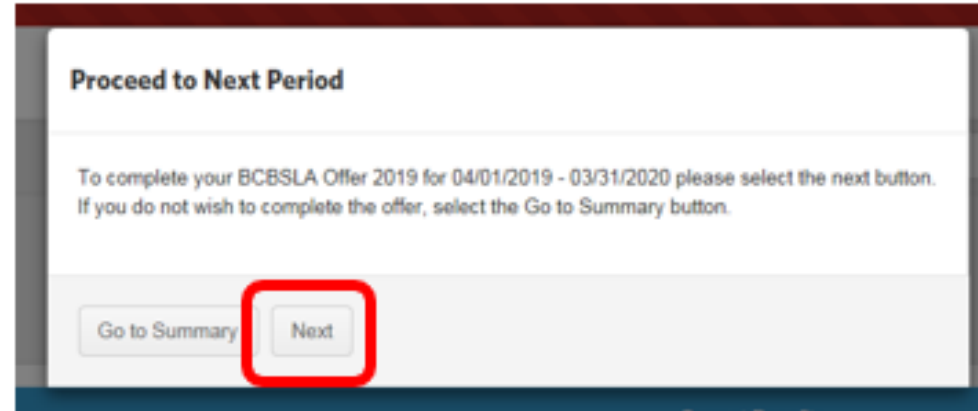 Proceed to Next Period
To complete your BCBSLA Offer 2019 for 04/01/2019 - 03/31/2020 please select the next button.
If you do not wish to complete the offer, select the Go to Summary button.
Go to Summary
Next